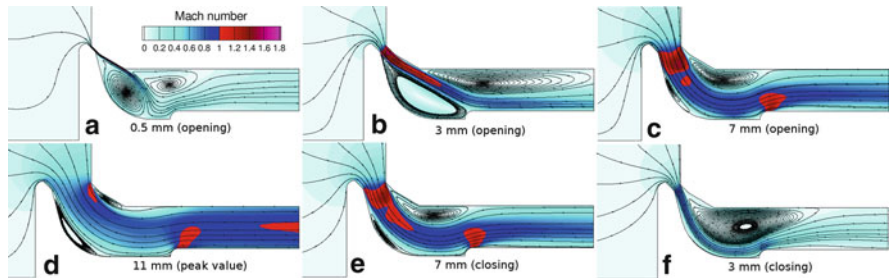 Mach number
0 0.2 0.4 0.6 0.8 1 1.2 1.4 1.6 1.8
a
0.5 mm (opening)
b
3 mm (opening)
c
7 mm (opening)
d
11 mm (peak value)
e
7 mm (closing)
f
3 mm (closing)